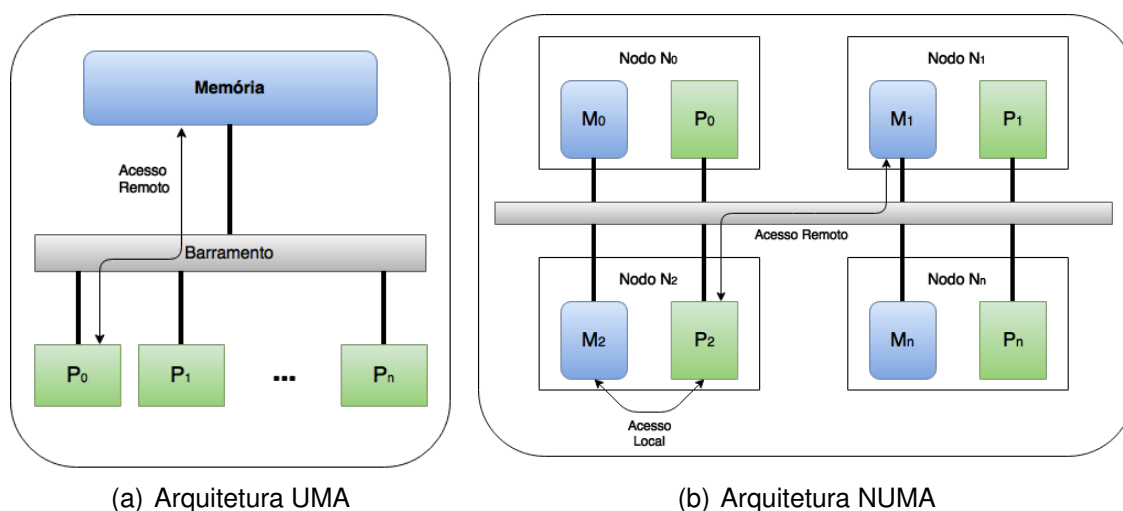 Memória
Acesso
Remoto
Barramento
P₀ P₁ ... Pₙ
(a) Arquitetura UMA
Nodo N₀ Nodo N₁
M₀ P₀ M₁ P₁
Acesso Remoto
Nodo N₂ Nodo Nₙ
M₂ P₂ Mₙ Pₙ
Acesso
Local
(b) Arquitetura NUMA